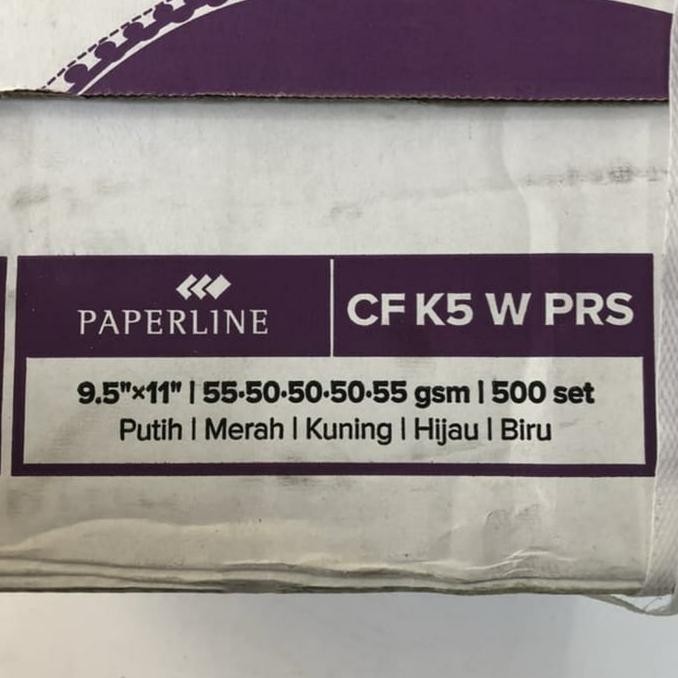 PAPERLINE
CF K5 W PRS
9.5"×11" | 55·50·50·50·55 gsm | 500 set
Putih | Merah | Kuning | Hijau | Biru